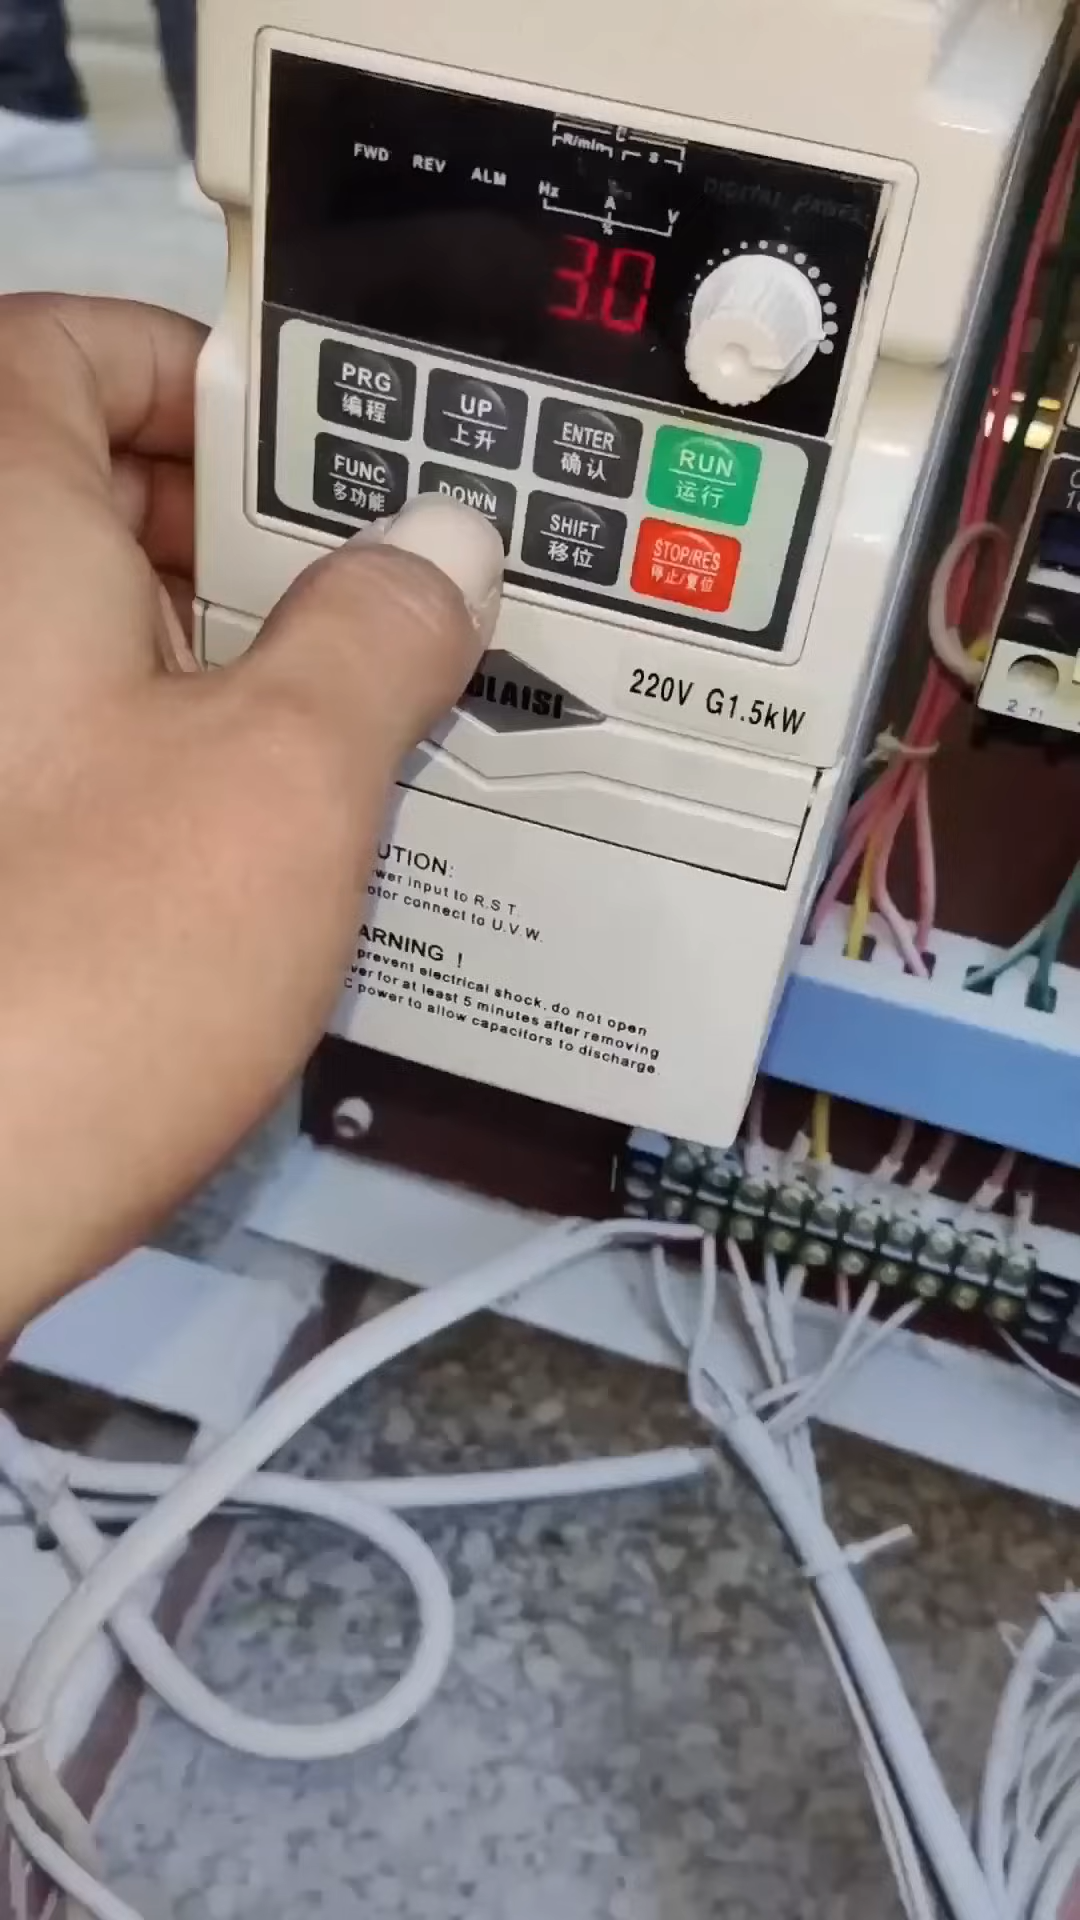 R/min
S
FWD REV ALM
Hz A V
%
DIGITAL PANEL
3.0
PRG
编程
UP
上升
ENTER
确认
RUN
运行
FUNC
多功能
DOWN
SHIFT
移位
STOP/RES
停止/复位
OLAISI
220V G1.5kW
UTION:
wer input to R.S T.
otor connect to U.V.W.
ARNING !
prevent electrical shock, do not open
ver for at least 5 minutes after removing
C power to allow capacitors to discharge.
2 T1